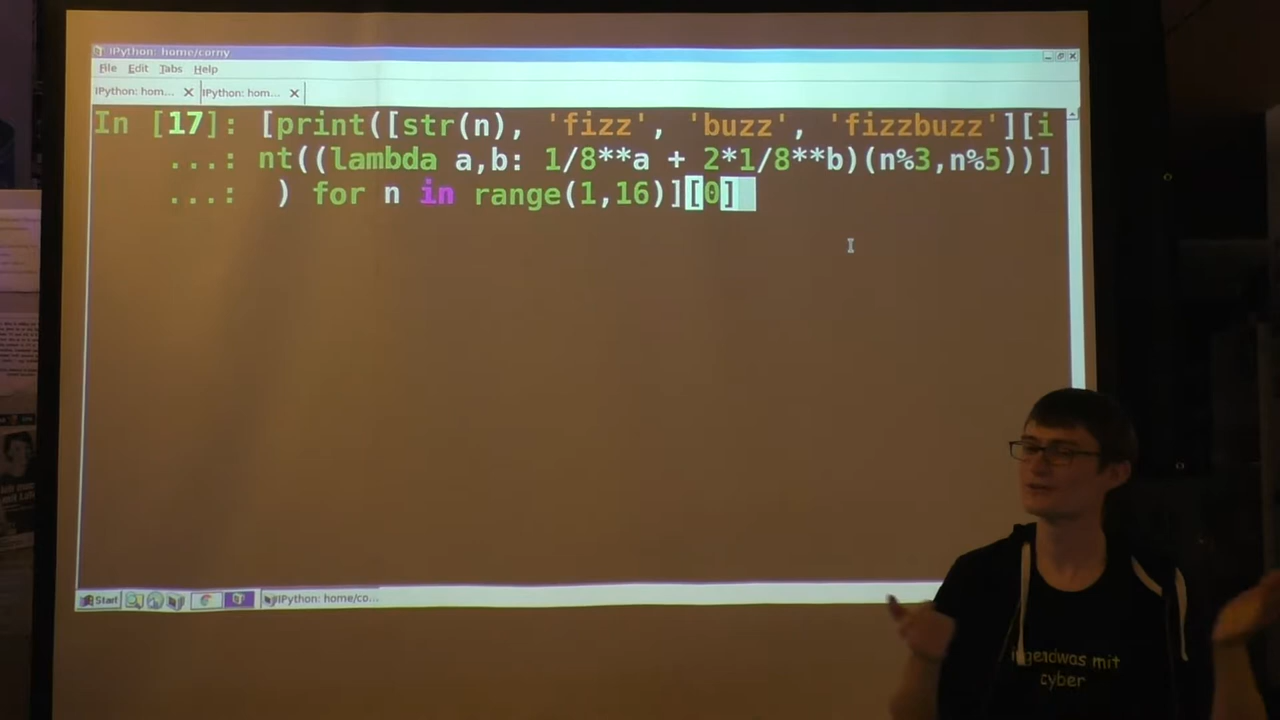 IPython: home/corny
File Edit Tabs Help
IPython: hom... IPython: hom...
In [17]: [print([str(n), 'fizz', 'buzz', 'fizzbuzz'][i
...: nt((lambda a,b: 1/8**a + 2*1/8**b)(n%3,n%5))]
...: ) for n in range(1,16)][0]
Start IPython: home/co...
irgendwas mit
cyber